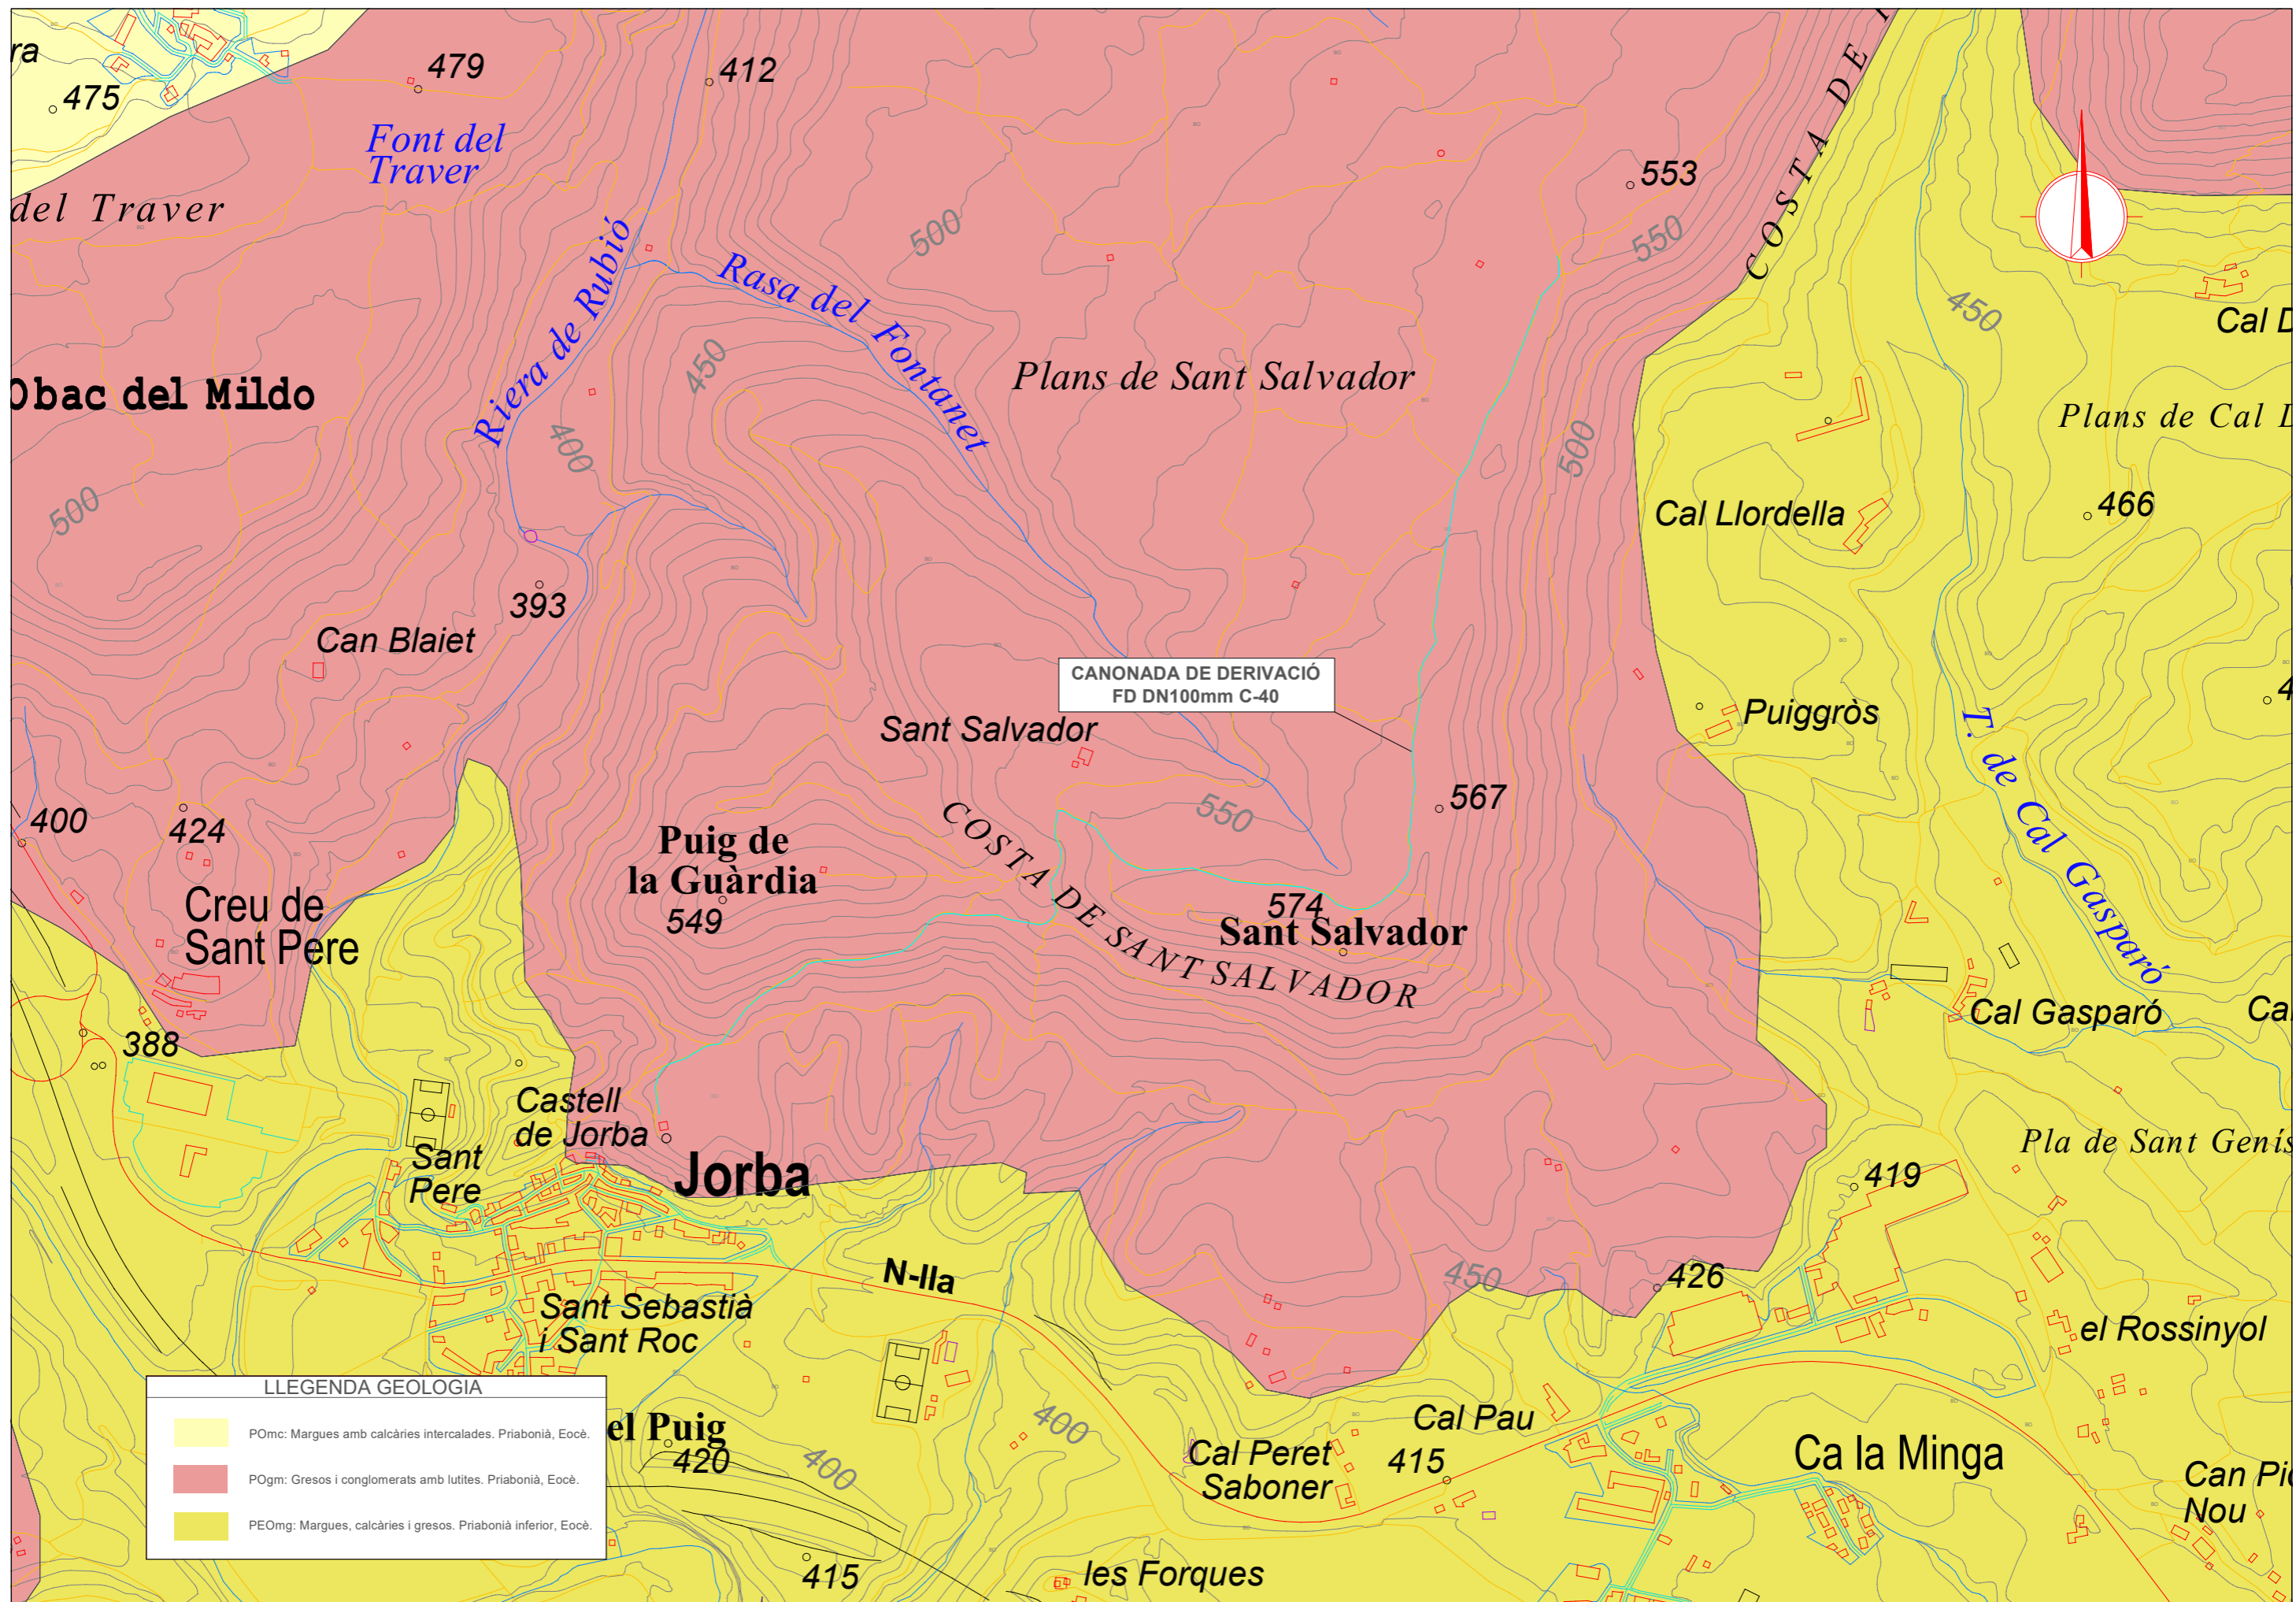 ra
475
479
412
Font del
Traver
del Traver
553
550
COSTA DE
500
Riera de Rubió
Rasa del Fontanet
450
Cal D
450
Plans de Sant Salvador
Obac del Mildo
Plans de Cal D
400
500
500
Cal Llordella
466
393
Can Blaiet
CANONADA DE DERIVACIÓ
FD DN100mm C-40
4
Puiggròs
Sant Salvador
T. de Cal Gasparó
567
550
400
424
Puig de
la Guàrdia
549
COSTA DE SANT SALVADOR
574
Sant Salvador
Creu de
Sant Pere
Cal Gasparó
Ca
388
Castell
de Jorba
Sant
Pere
Jorba
Pla de Sant Genís
419
N-IIa
450
426
Sant Sebastià
i Sant Roc
el Rossinyol
LLEGENDA GEOLOGIA
POmc: Margues amb calcàries intercalades. Priabonià, Eocè.
POgm: Gresos i conglomerats amb lutites. Priabonià, Eocè.
PEOmg: Margues, calcàries i gresos. Priabonià inferior, Eocè.
el Puig
420
400
400
Cal Pau
Cal Peret
Saboner
415
Ca la Minga
Can Pi
Nou
415
les Forques